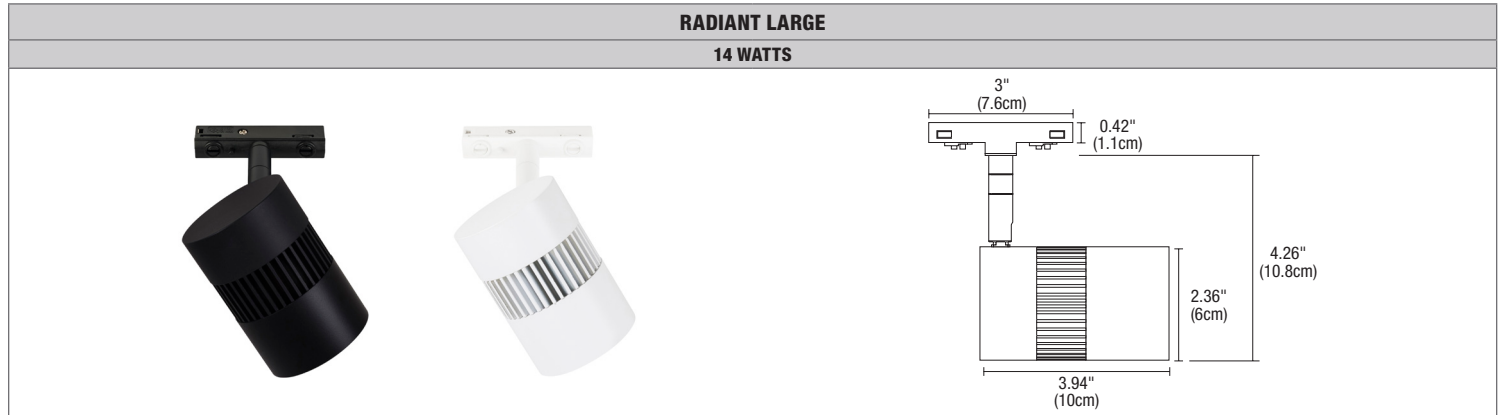 RADIANT LARGE
14 WATTS
3"
(7.6cm)
0.42"
(1.1cm)
4.26"
(10.8cm)
2.36"
(6cm)
3.94"
(10cm)